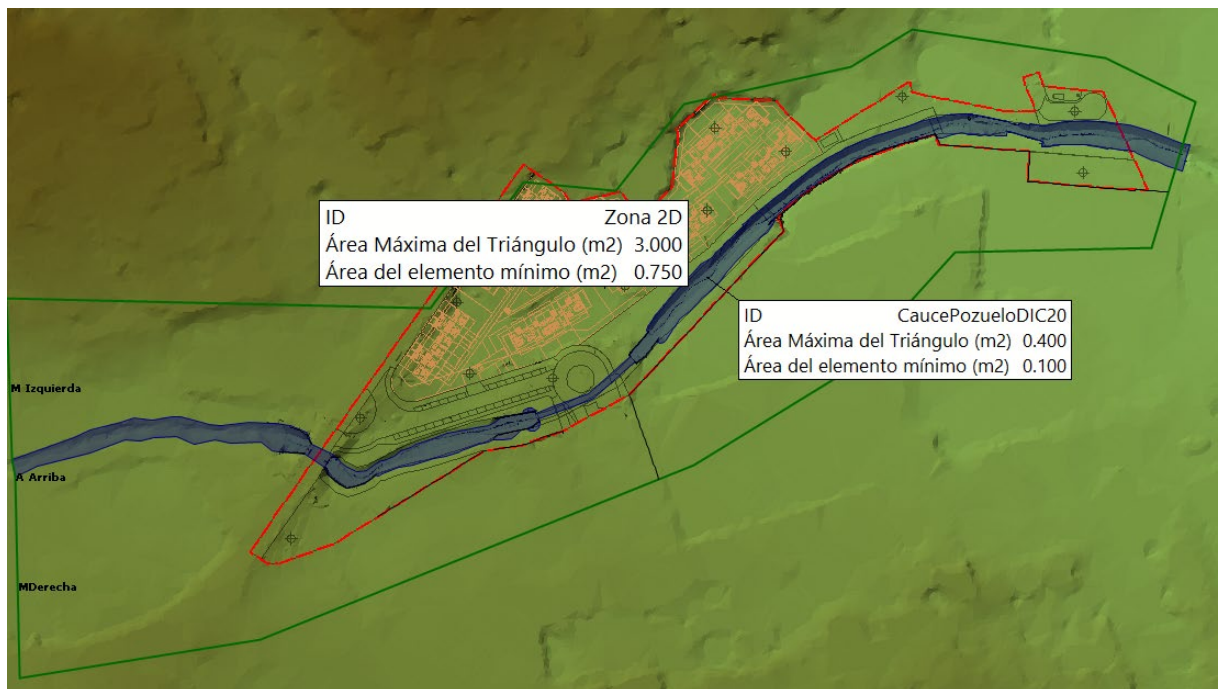 ID Zona 2D
Área Máxima del Triángulo (m2) 3.000
Área del elemento mínimo (m2) 0.750
ID CaucePozueloDIC20
Área Máxima del Triángulo (m2) 0.400
Área del elemento mínimo (m2) 0.100
M Izquierda
A Arriba
MDerecha